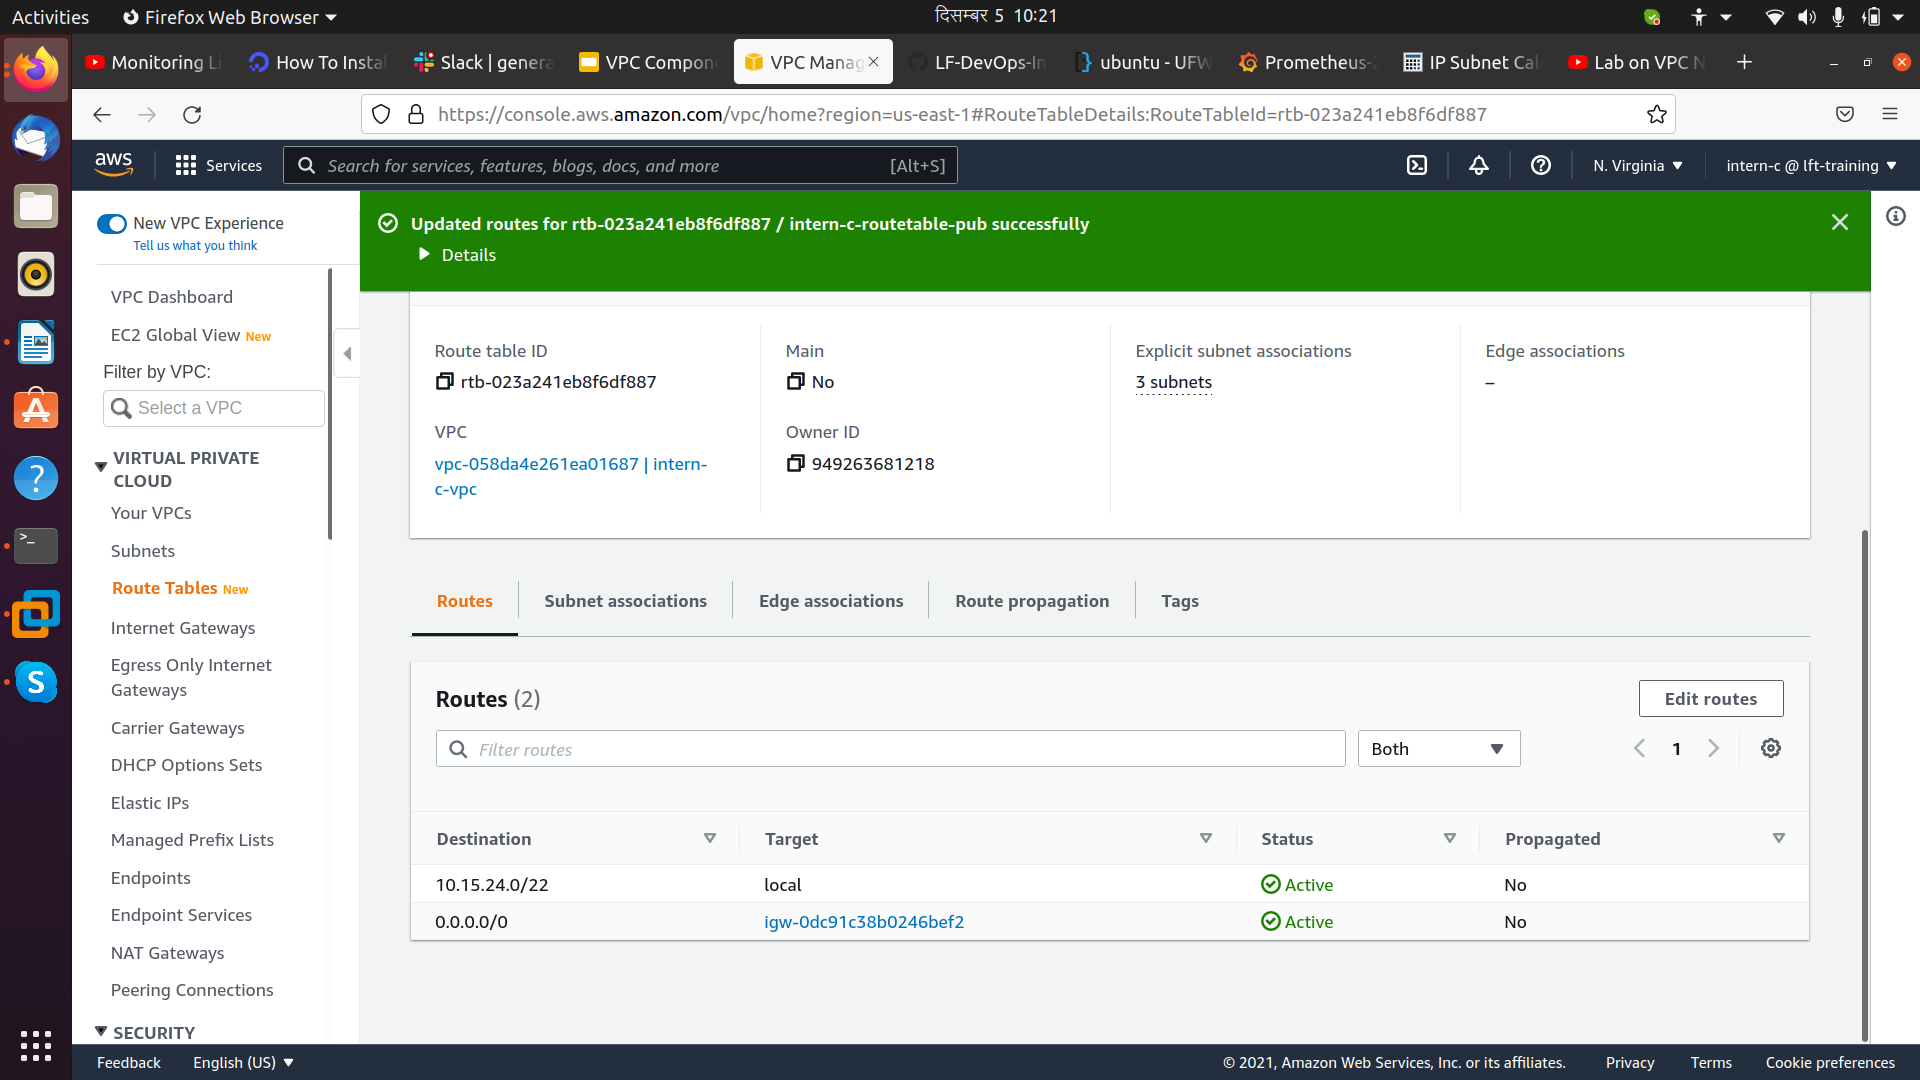 Activities
Firefox Web Browser
दिसम्बर 5 10:21
Monitoring Li
How To Instal
Slack | genera
VPC Compon
VPC Manag
LF-DevOps-In
ubuntu - UFW
Prometheus-2
IP Subnet Cal
Lab on VPC N
https://console.aws.amazon.com/vpc/home?region=us-east-1#RouteTableDetails:RouteTableId=rtb-023a241eb8f6df887
aws
Services
Search for services, features, blogs, docs, and more
[Alt+S]
N. Virginia
intern-c @ lft-training
New VPC Experience
Tell us what you think
VPC Dashboard
EC2 Global View New
Filter by VPC:
Select a VPC
VIRTUAL PRIVATE
CLOUD
Your VPCs
Subnets
Route Tables New
Internet Gateways
Egress Only Internet
Gateways
Carrier Gateways
DHCP Options Sets
Elastic IPs
Managed Prefix Lists
Endpoints
Endpoint Services
NAT Gateways
Peering Connections
SECURITY
Updated routes for rtb-023a241eb8f6df887 / intern-c-routetable-pub successfully
Details
Route table ID
rtb-023a241eb8f6df887
Main
No
Explicit subnet associations
3 subnets
Edge associations
–
VPC
vpc-058da4e261ea01687 | intern-
c-vpc
Owner ID
949263681218
Routes
Subnet associations
Edge associations
Route propagation
Tags
Routes (2)
Edit routes
Filter routes
Both
1
Destination
Target
Status
Propagated
10.15.24.0/22
local
Active
No
0.0.0.0/0
igw-0dc91c38b0246bef2
Active
No
Feedback
English (US)
© 2021, Amazon Web Services, Inc. or its affiliates.
Privacy
Terms
Cookie preferences